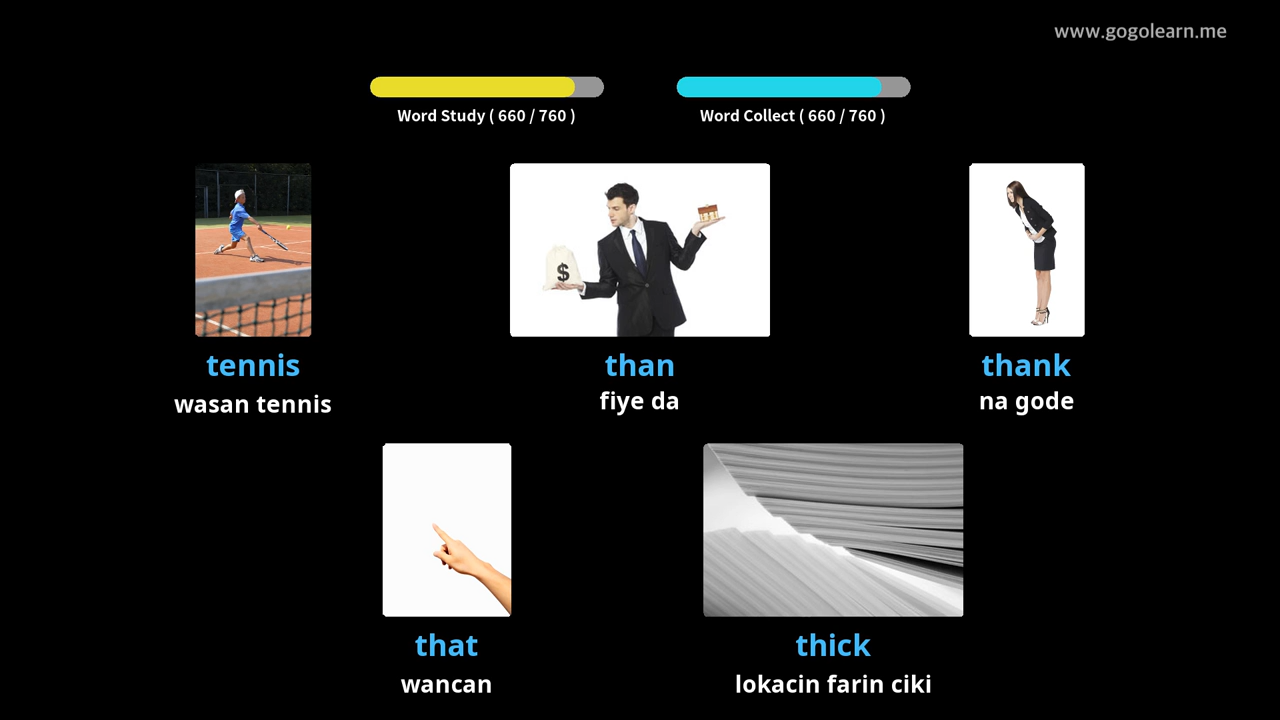 www.gogolearn.me
Word Study ( 660 / 760 )
Word Collect ( 660 / 760 )
$
tennis
wasan tennis
than
fiye da
thank
na gode
that
wancan
thick
lokacin farin ciki